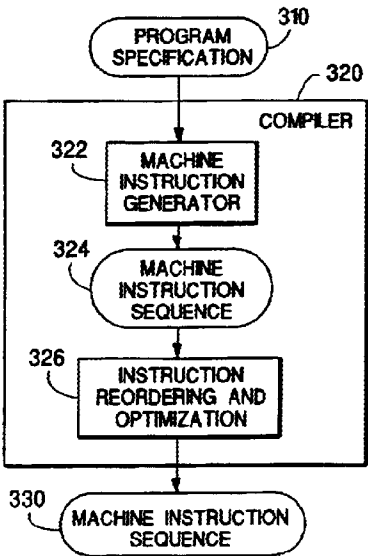 310
PROGRAM
SPECIFICATION
320
COMPILER
322
MACHINE
INSTRUCTION
GENERATOR
324
MACHINE
INSTRUCTION
SEQUENCE
326
INSTRUCTION
REORDERING AND
OPTIMIZATION
330
MACHINE INSTRUCTION
SEQUENCE